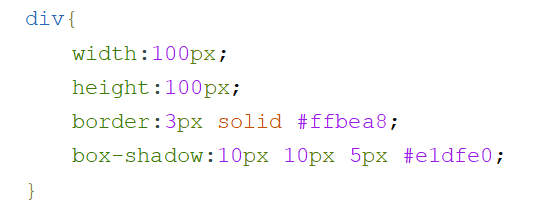 div{
    width:100px;
    height:100px;
    border:3px solid #ffbea8;
    box-shadow:10px 10px 5px #e1dfe0;
}